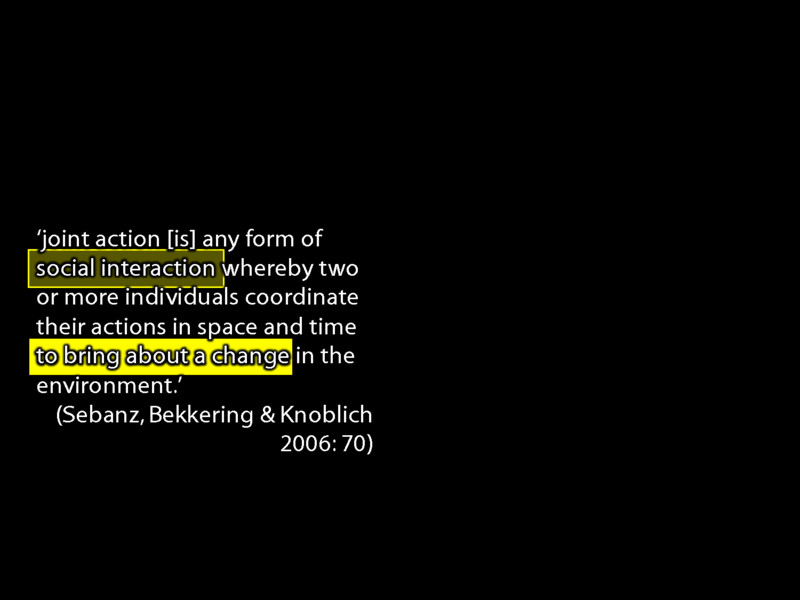 ‘joint action [is] any form of
social interaction whereby two
or more individuals coordinate
their actions in space and time
to bring about a change in the
environment.’
(Sebanz, Bekkering & Knoblich
2006: 70)